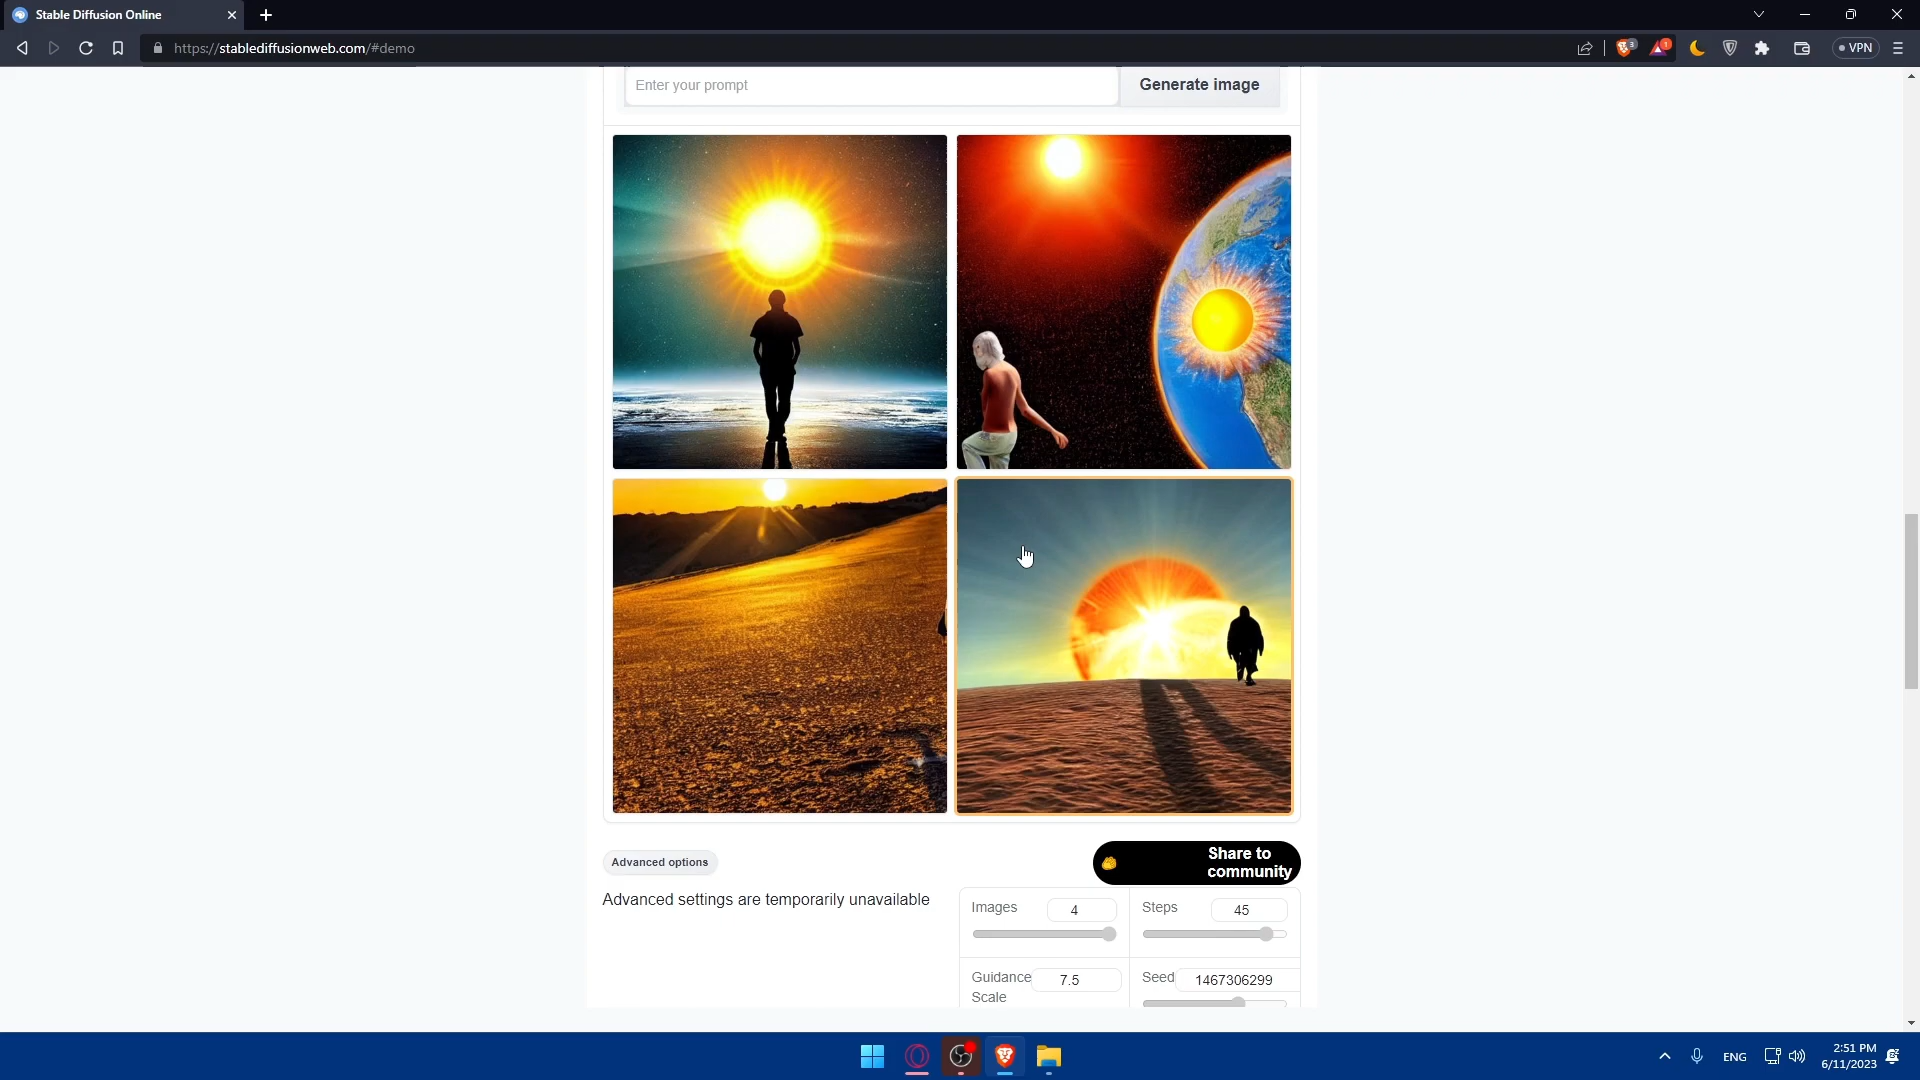 Stable Diffusion Online
https://stablediffusionweb.com/#demo
3
1
VPN
Enter your prompt
Generate image
Advanced options
Share to
community
Advanced settings are temporarily unavailable
Images 4
Steps 45
Guidance
Scale
7.5
Seed 1467306299
ENG
2:51 PM
6/11/2023